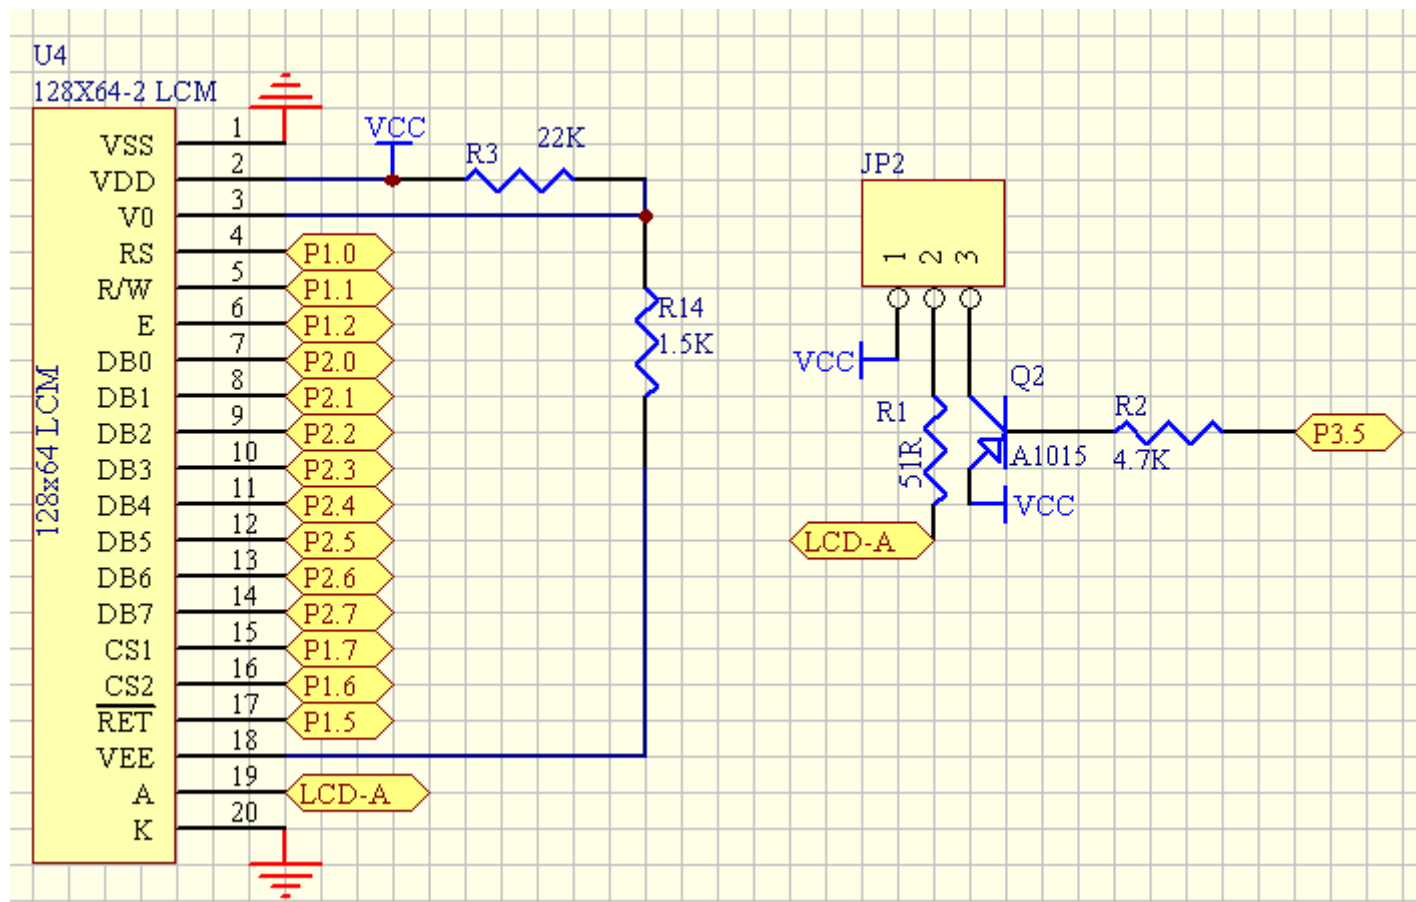 U4
128X64-2 LCM
128x64 LCM
VSS 1
VDD 2
V0 3
RS 4 P1.0
R/W 5 P1.1
E 6 P1.2
DB0 7 P2.0
DB1 8 P2.1
DB2 9 P2.2
DB3 10 P2.3
DB4 11 P2.4
DB5 12 P2.5
DB6 13 P2.6
DB7 14 P2.7
CS1 15 P1.7
CS2 16 P1.6
RET 17 P1.5
VEE 18
A 19 LCD-A
K 20
VCC
R3 22K
R14
1.5K
JP2
1 2 3
VCC
R1
51R
LCD-A
Q2
A1015
VCC
R2
4.7K
P3.5